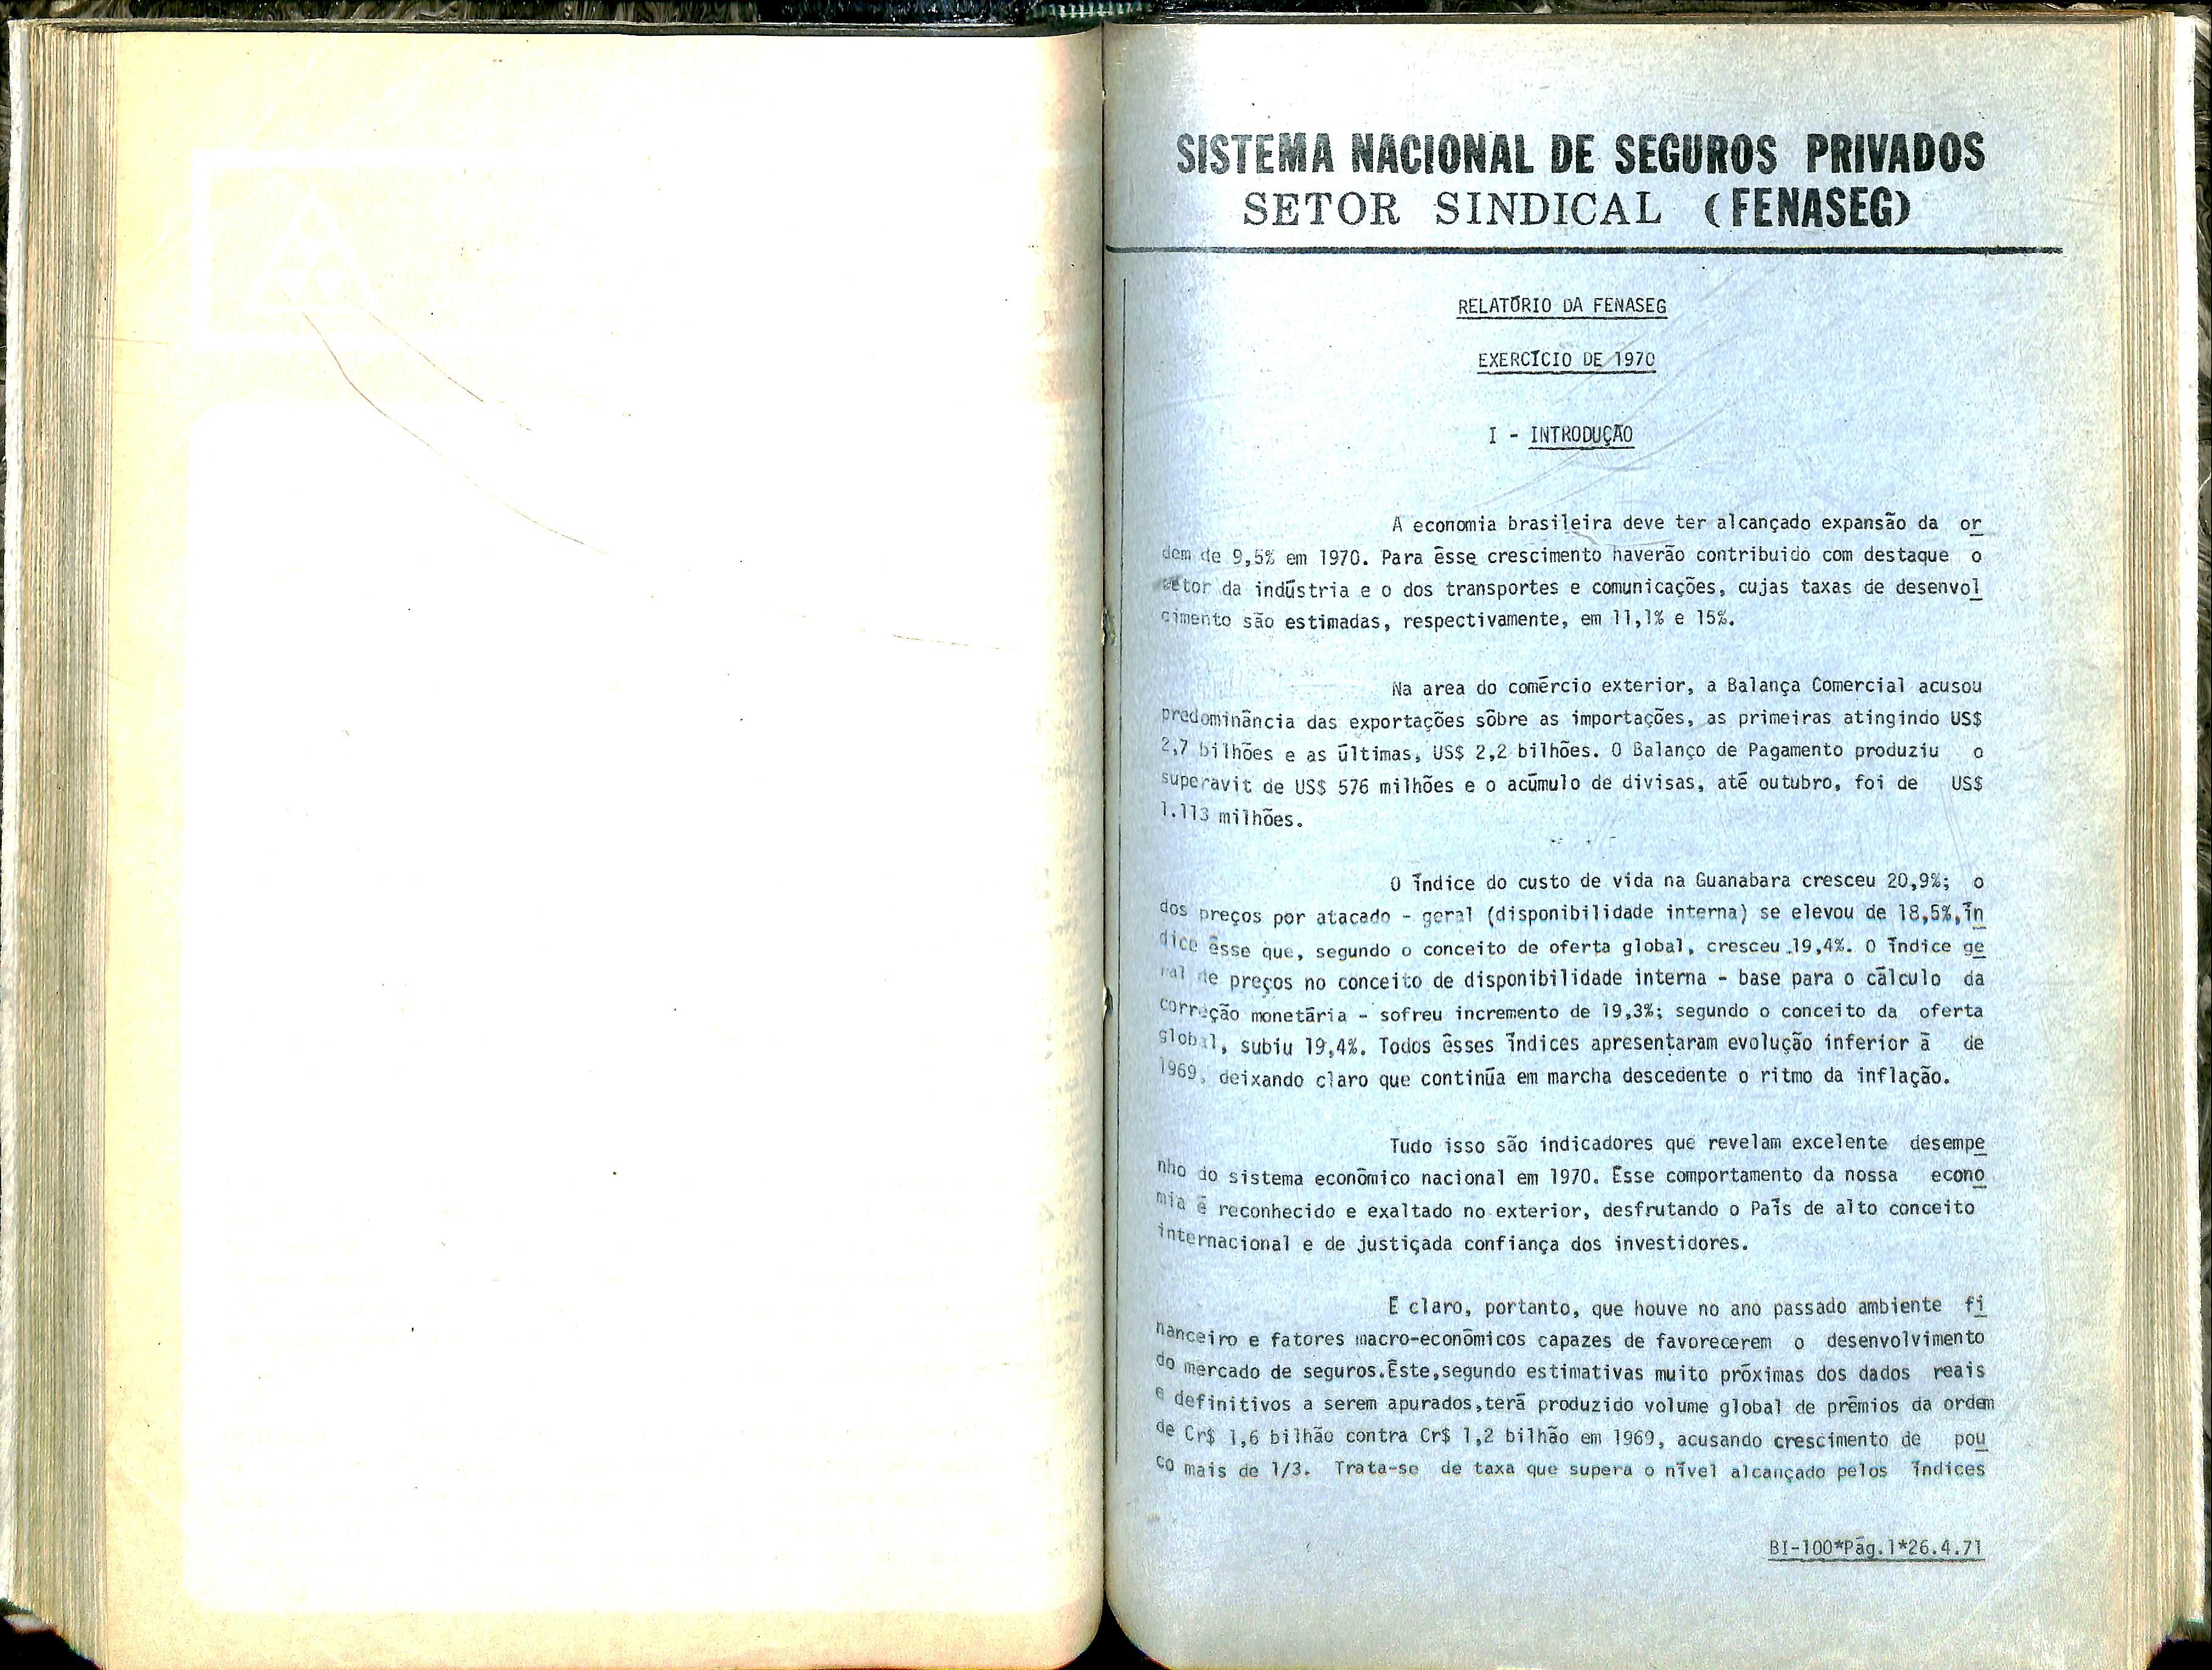 SISTEMA NACIONAL DE SEGUROS PRIVADOS
SETOR SINDICAL (FENASEG)
RELATÓRIO DA FENASEG
EXERCÍCIO DE 1970
I - INTRODUÇÃO
A economia brasileira deve ter alcançado expansão da or
dem de 9,5% em 1970. Para êsse crescimento haverão contribuido com destaque o
setor da indústria e o dos transportes e comunicações, cujas taxas de desenvol
cimento são estimadas, respectivamente, em 11,1% e 15%.
Na area do comércio exterior, a Balança Comercial acusou
predominância das exportações sôbre as importações, as primeiras atingindo US$
2,7 bilhões e as últimas, US$ 2,2 bilhões. O Balanço de Pagamento produziu o
superavit de US$ 576 milhões e o acúmulo de divisas, até outubro, foi de US$
1.113 milhões.
O índice do custo de vida na Guanabara cresceu 20,9%; o
dos preços por atacado - geral (disponibilidade interna) se elevou de 18,5%,ín
dice êsse que, segundo o conceito de oferta global, cresceu 19,4%. O índice ge
ral de preços no conceito de disponibilidade interna - base para o cálculo da
correção monetária - sofreu incremento de 19,3%; segundo o conceito da oferta
global, subiu 19,4%. Todos êsses índices apresentaram evolução inferior à de
1969, deixando claro que continúa em marcha descedente o ritmo da inflação.
Tudo isso são indicadores que revelam excelente desempe
nho do sistema econômico nacional em 1970. Esse comportamento da nossa econo
mia é reconhecido e exaltado no exterior, desfrutando o País de alto conceito
internacional e de justiçada confiança dos investidores.
É claro, portanto, que houve no ano passado ambiente fi
nanceiro e fatores macro-econômicos capazes de favorecerem o desenvolvimento
do mercado de seguros.Êste,segundo estimativas muito próximas dos dados reais
e definitivos a serem apurados,terá produzido volume global de prêmios da ordem
de Cr$ 1,6 bilhão contra Cr$ 1,2 bilhão em 1969, acusando crescimento de pou
co mais de 1/3. Trata-se de taxa que supera o nível alcançado pelos índices
BI-100*Pág.1*26.4.71